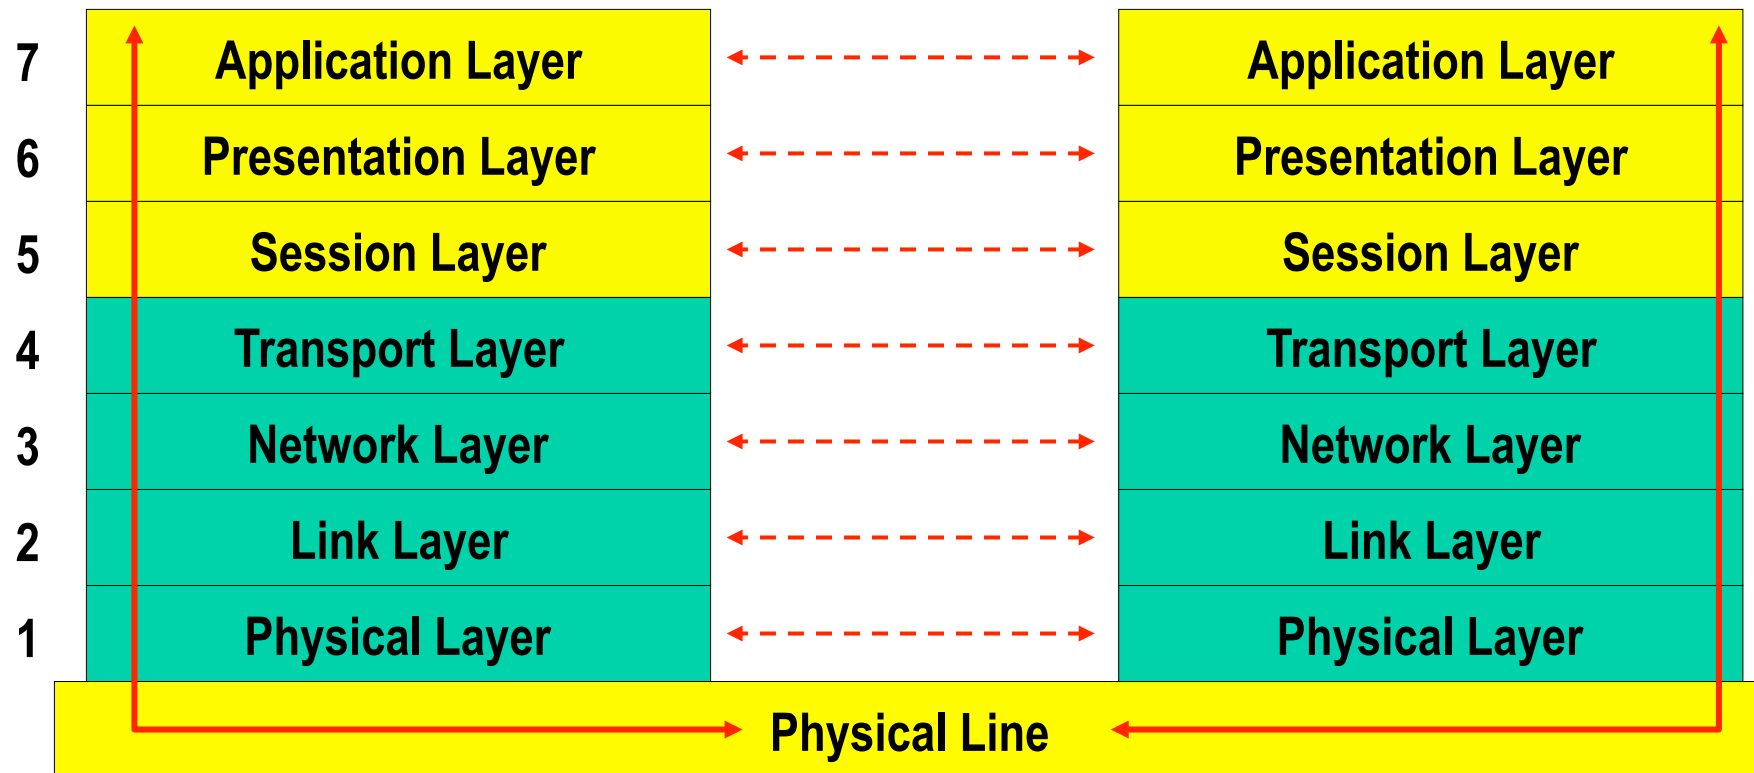 7 Application Layer Application Layer
6 Presentation Layer Presentation Layer
5 Session Layer Session Layer
4 Transport Layer Transport Layer
3 Network Layer Network Layer
2 Link Layer Link Layer
1 Physical Layer Physical Layer
Physical Line